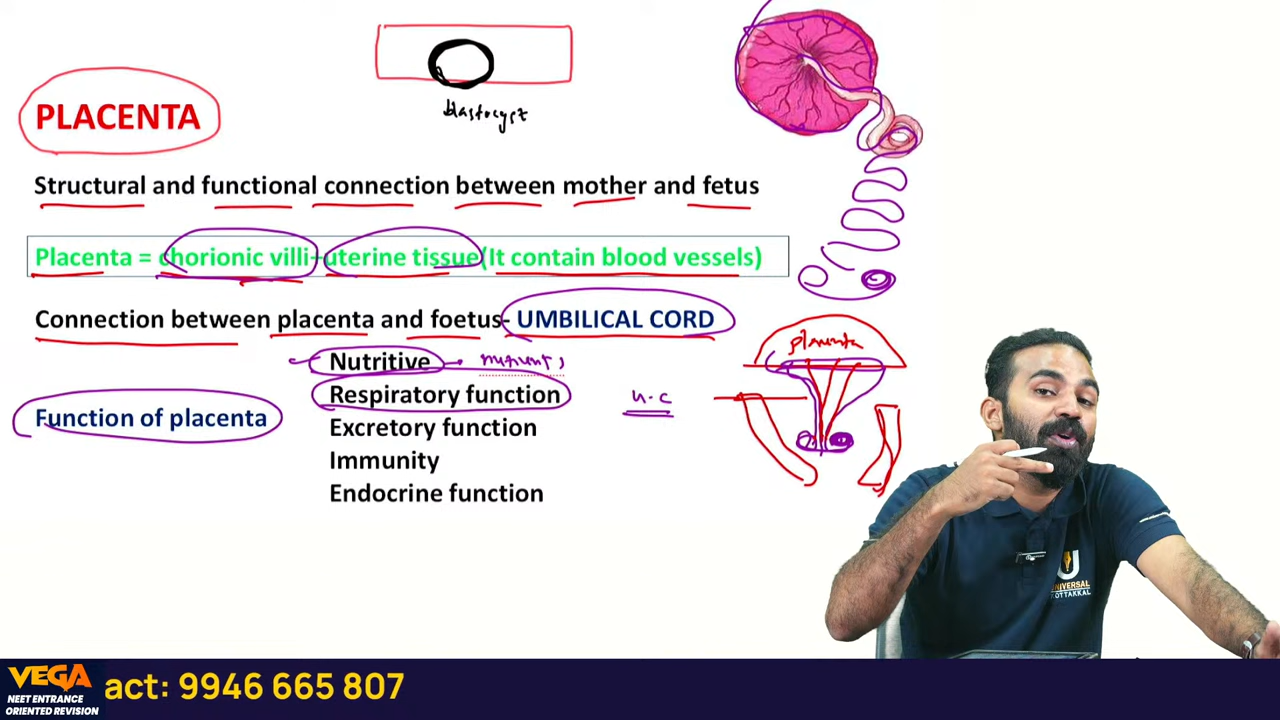 blastocyst
PLACENTA
Structural and functional connection between mother and fetus
Placenta = chorionic villi+uterine tissue(It contain blood vessels)
Connection between placenta and foetus- UMBILICAL CORD
placenta
Nutritive
Respiratory function
u.c
Function of placenta
Excretory function
Immunity
Endocrine function
U
UNIVERSAL
KOTTAKKAL
VEGA
NEET ENTRANCE
ORIENTED REVISION
act: 9946 665 807